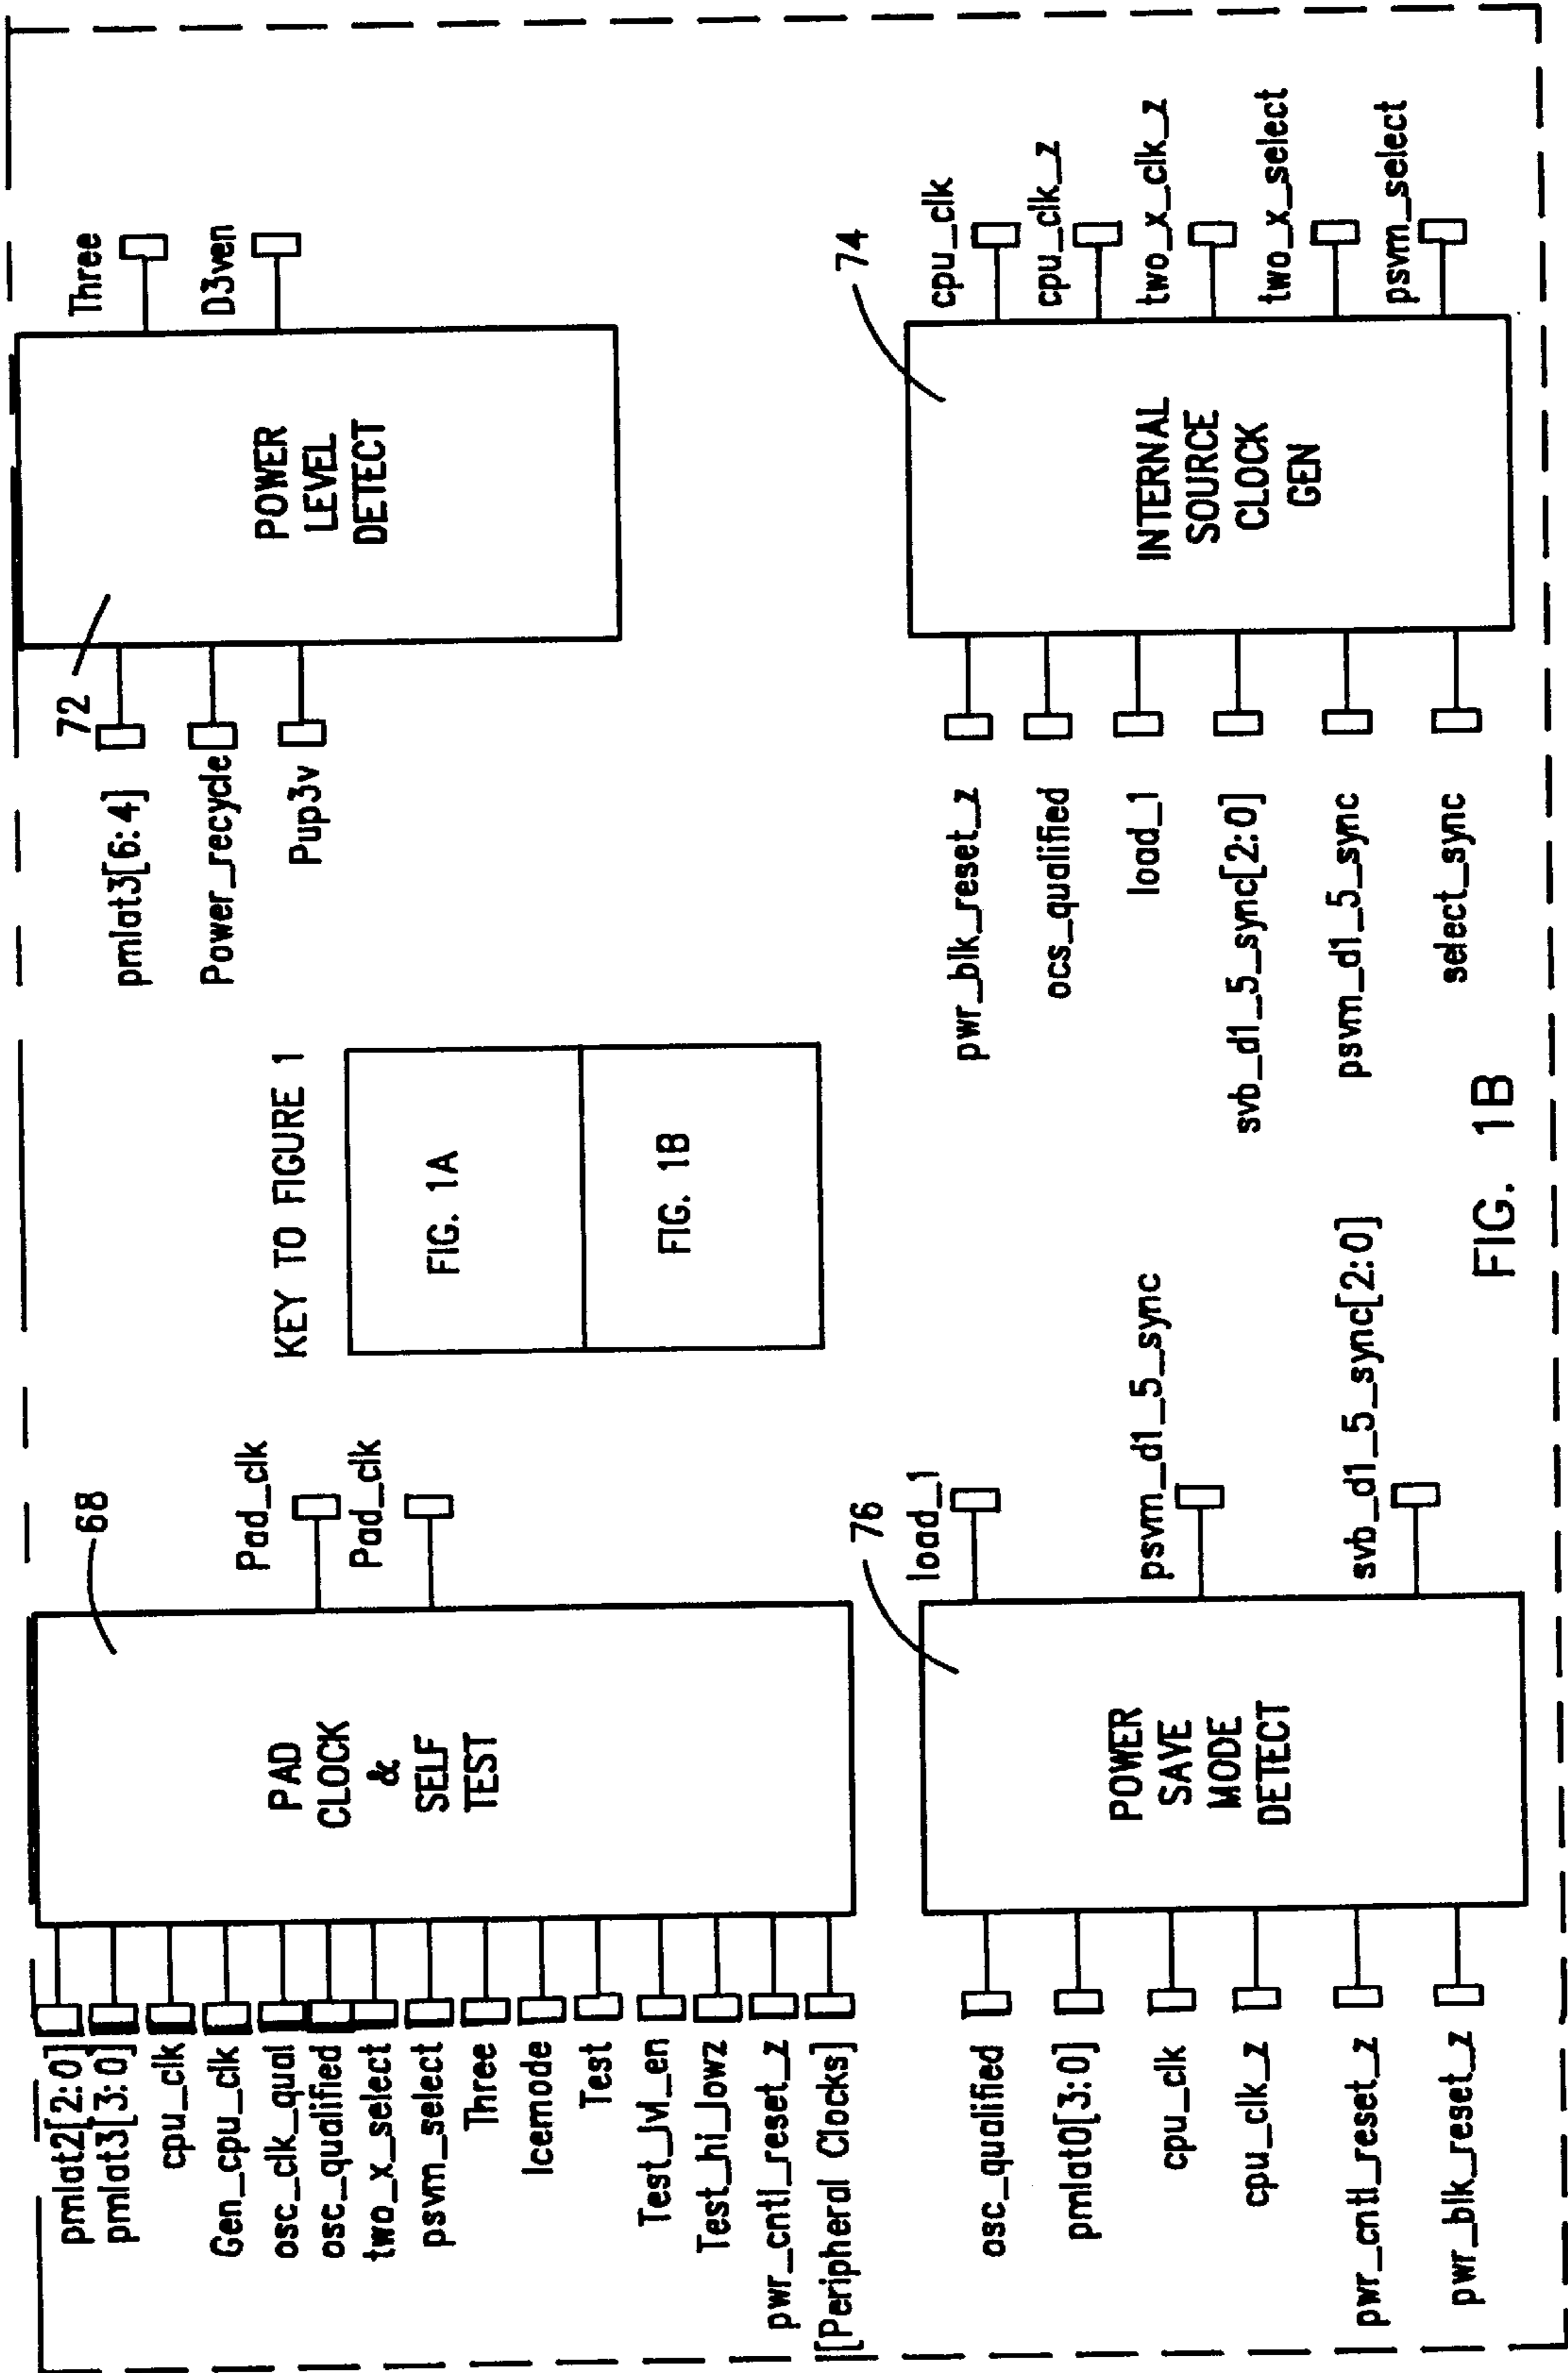 pmlat2[2:0]
pmlat3[3:0]
cpu_clk
Gen_cpu_clk
osc_clk_qual
osc_qualified
two_x_select
psvm_select
Three
Icemode
Test
Test_lvl_en
Test_hi_lowz
pwr_cntl_reset_z
[Peripheral Clocks]
PAD
CLOCK
&
SELF
TEST
68
Pad_clk
Pad_clk
KEY TO FIGURE 1
FIG. 1A
FIG. 1B
pmlat3[6:4]
Power_recycle
Pup3v
72
POWER
LEVEL
DETECT
Three
D3ven
osc_qualified
pmlat0[3:0]
cpu_clk
cpu_clk_z
pwr_cntl_reset_z
pwr_blk_reset_z
POWER
SAVE
MODE
DETECT
76
load_1
psvm_d1_5_sync
svb_d1_5_sync[2:0]
pwr_blk_reset_z
ocs_qualified
load_1
svb_d1_5_sync[2:0]
psvm_d1_5_sync
select_sync
INTERNAL
SOURCE
CLOCK
GEN
74
cpu_clk
cpu_clk_z
two_x_clk_z
two_x_select
psvm_select
FIG. 1B